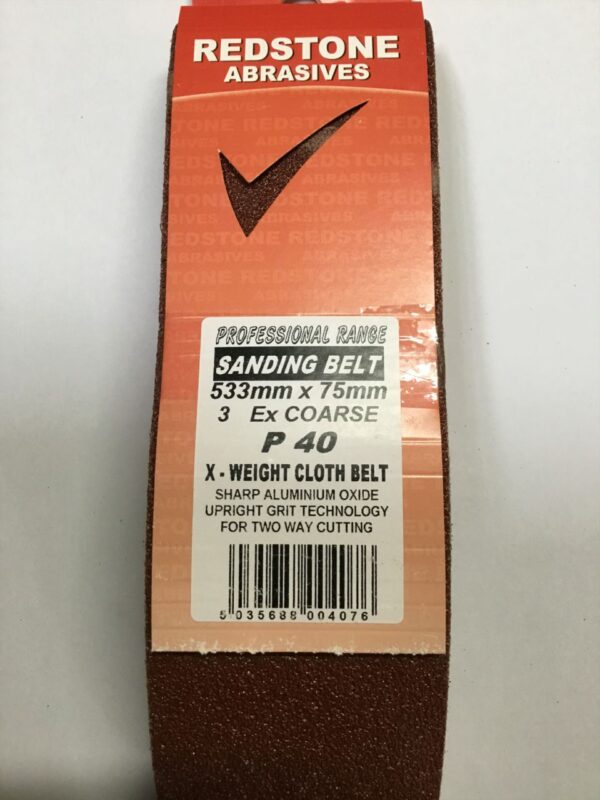 REDSTONE
ABRASIVES
PROFESSIONAL RANGE
SANDING BELT
533mm x 75mm
3 Ex COARSE
P 40
X - WEIGHT CLOTH BELT
SHARP ALUMINIUM OXIDE
UPRIGHT GRIT TECHNOLOGY
FOR TWO WAY CUTTING
5 035688 004076